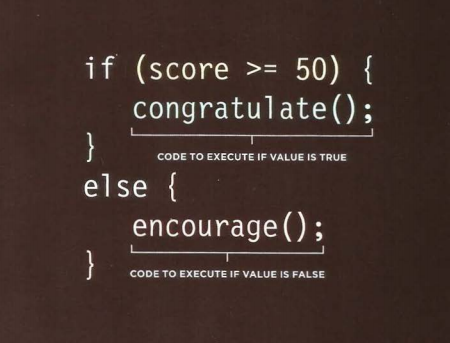 if (score >= 50) {
congratulate();
CODE TO EXECUTE IF VALUE IS TRUE
}
else {
encourage();
CODE TO EXECUTE IF VALUE IS FALSE
}